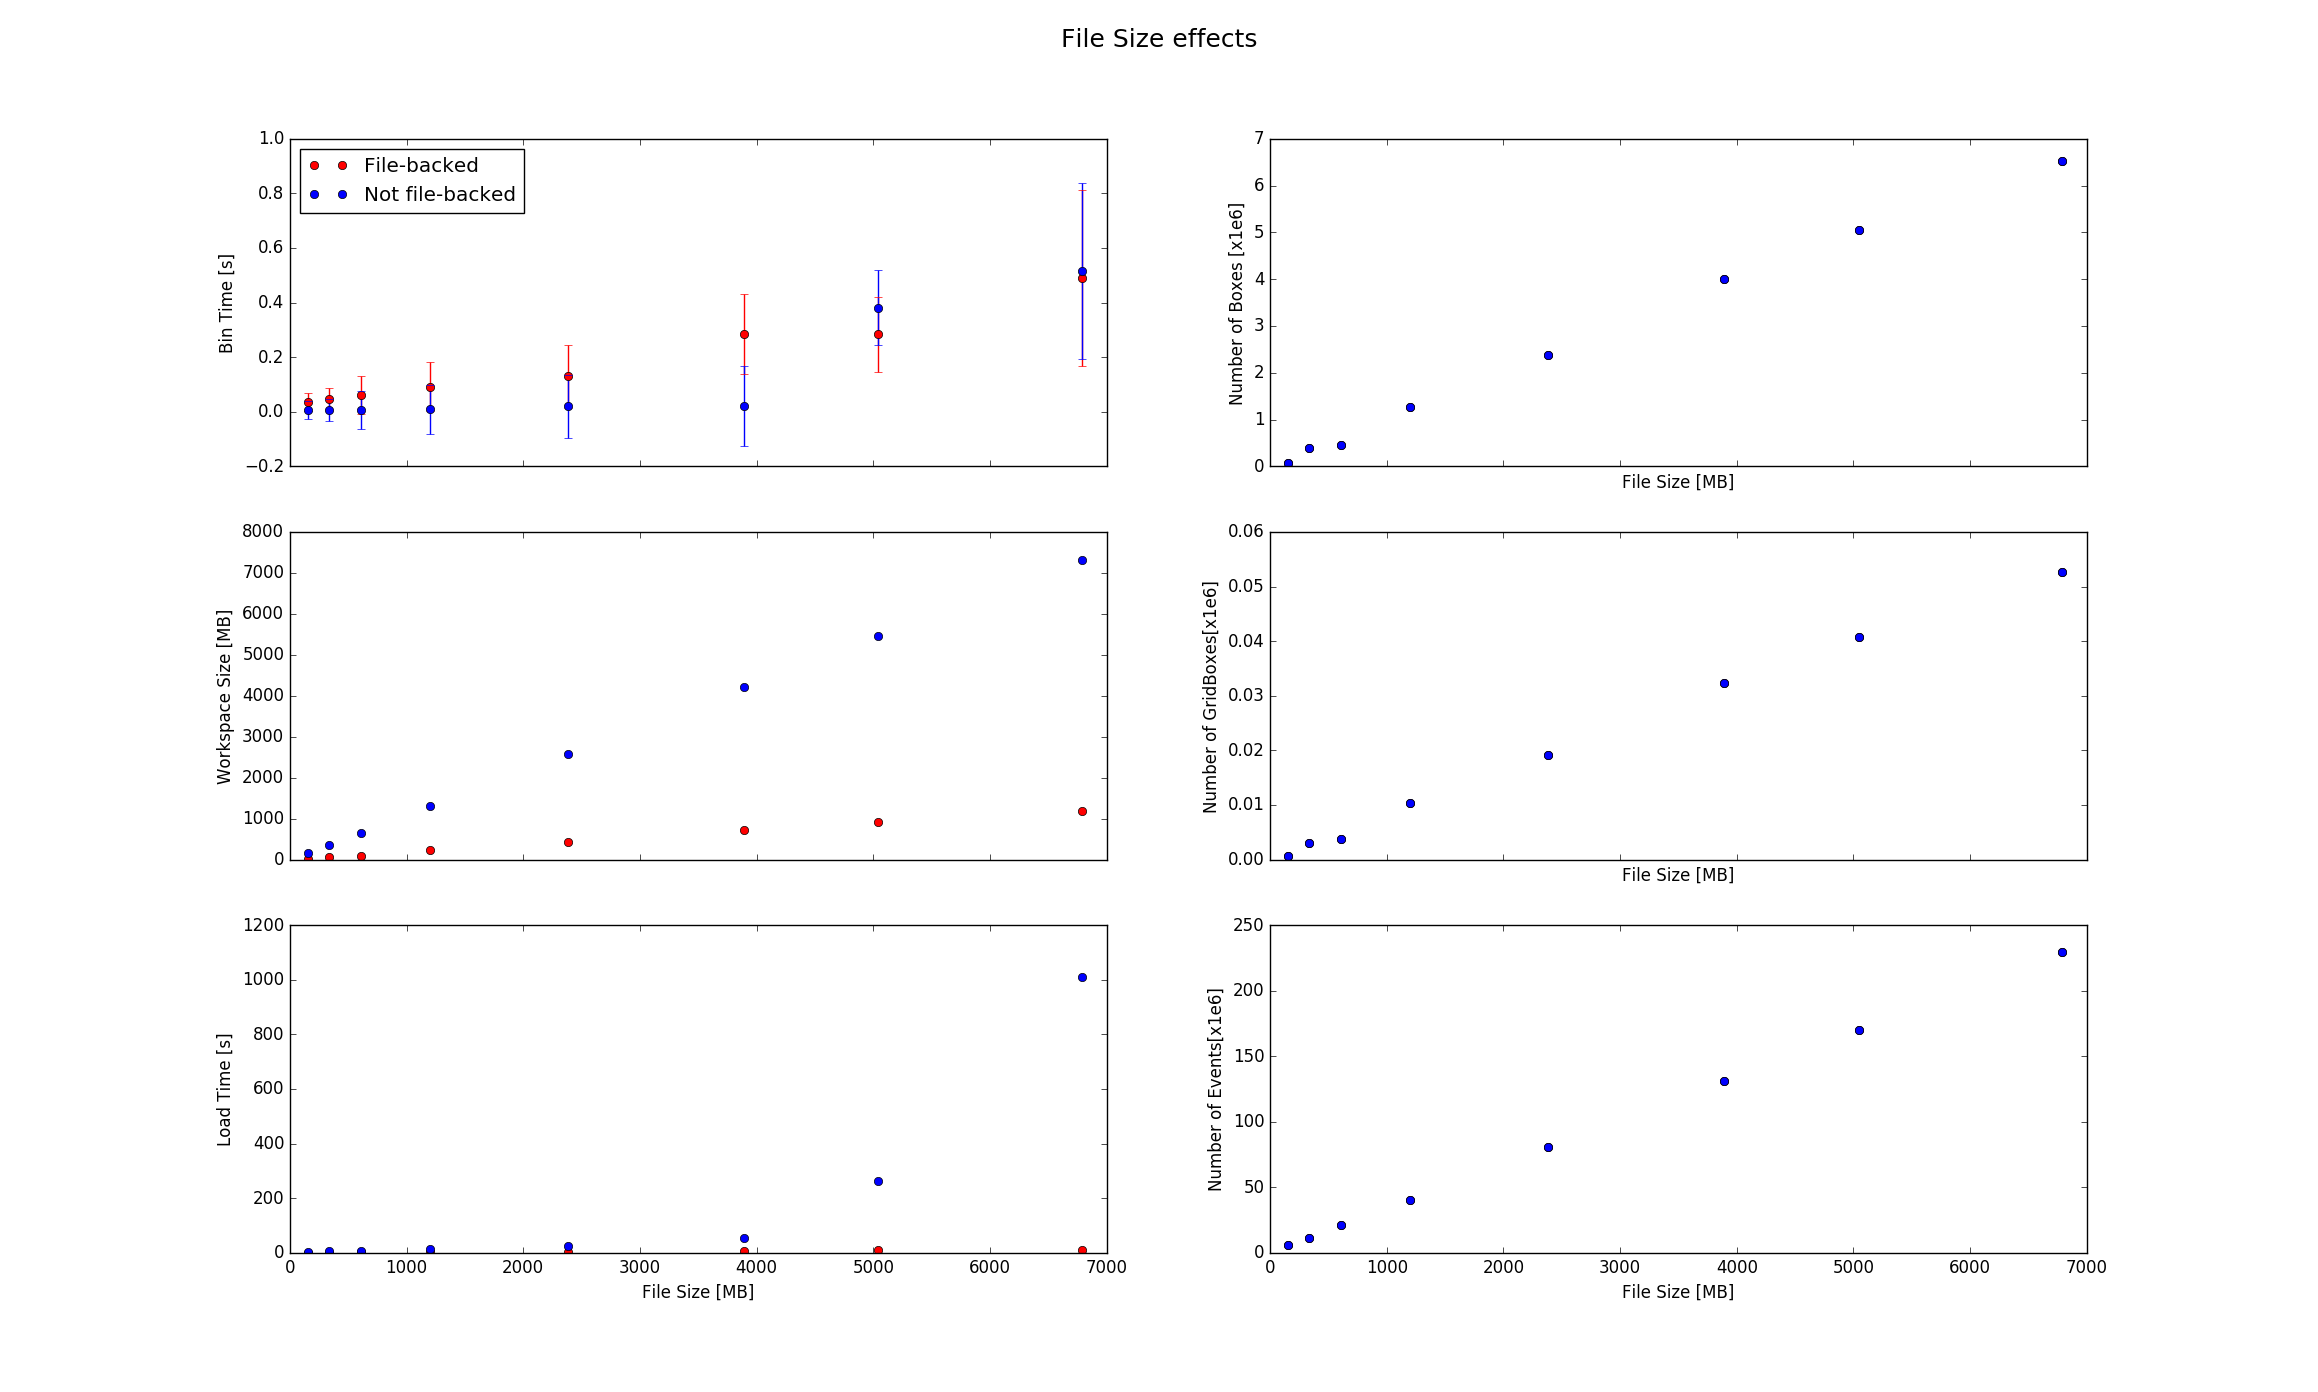 File Size effects
1.0
0.8
0.6
0.4
0.2
0.0
−0.2
Bin Time [s]
File-backed
Not file-backed
7
6
5
4
3
2
1
0
Number of Boxes [x1e6]
File Size [MB]
8000
7000
6000
5000
4000
3000
2000
1000
0
Workspace Size [MB]
0.06
0.05
0.04
0.03
0.02
0.01
0.00
Number of GridBoxes[x1e6]
File Size [MB]
1200
1000
800
600
400
200
0
Load Time [s]
0 1000 2000 3000 4000 5000 6000 7000
File Size [MB]
250
200
150
100
50
0
Number of Events[x1e6]
0 1000 2000 3000 4000 5000 6000 7000
File Size [MB]